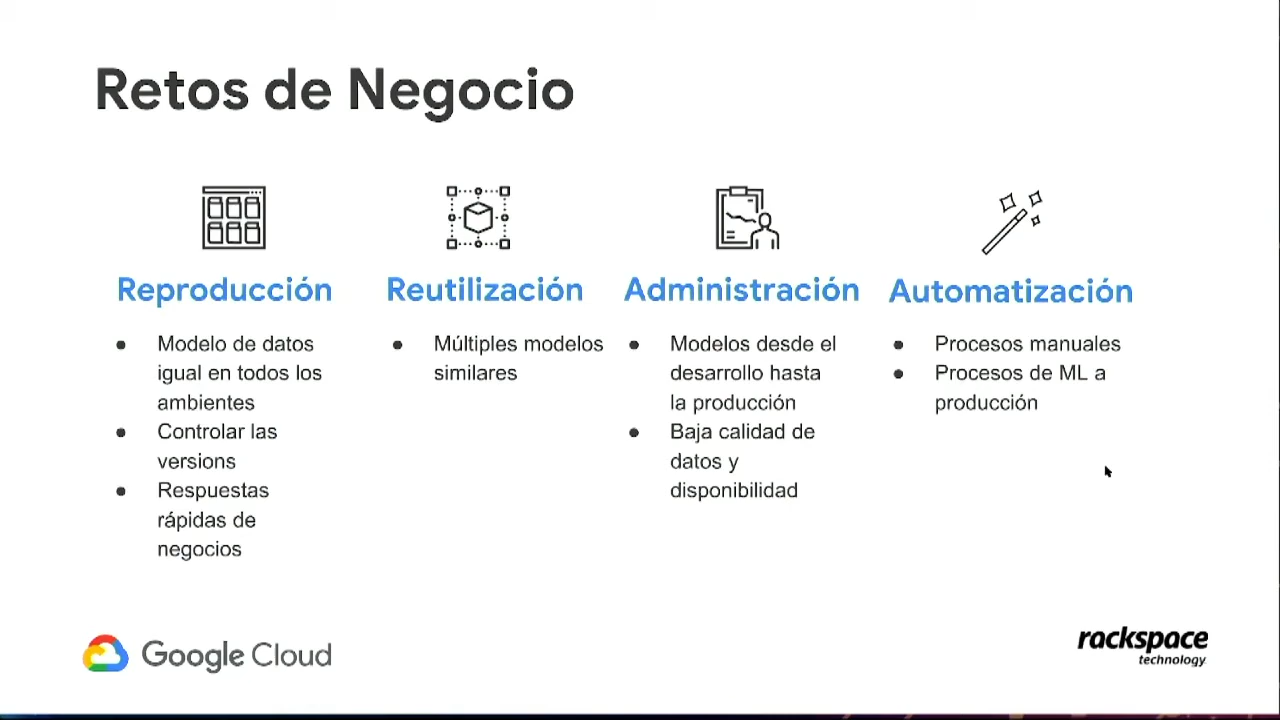 Retos de Negocio
Reproducción
Modelo de datos
igual en todos los
ambientes
Controlar las
versions
Respuestas
rápidas de
negocios
Reutilización
Múltiples modelos
similares
Administración
Modelos desde el
desarrollo hasta
la producción
Baja calidad de
datos y
disponibilidad
Automatización
Procesos manuales
Procesos de ML a
producción
Google Cloud
rackspace
technology.